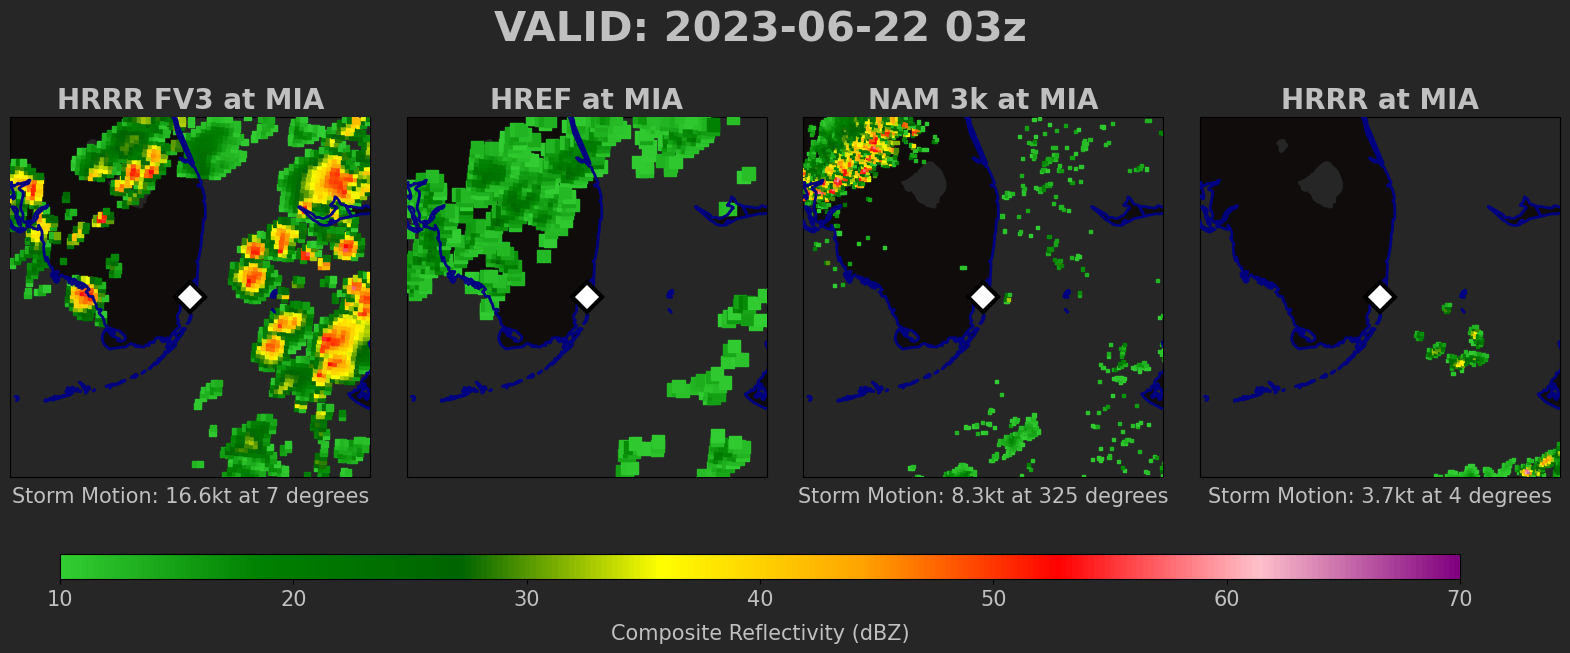 VALID: 2023-06-22 03z
HRRR FV3 at MIA
HREF at MIA
NAM 3k at MIA
HRRR at MIA
Storm Motion: 16.6kt at 7 degrees
Storm Motion: 8.3kt at 325 degrees
Storm Motion: 3.7kt at 4 degrees
10 20 30 40 50 60 70
Composite Reflectivity (dBZ)